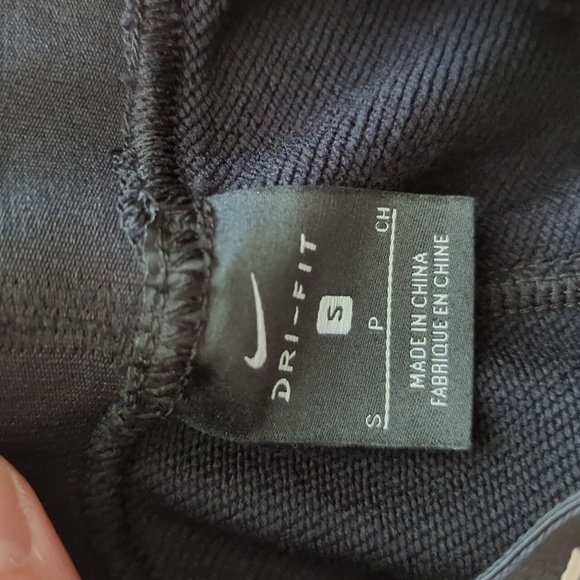 DRI-FIT
S
S P CH
MADE IN CHINA
FABRIQUE EN CHINE